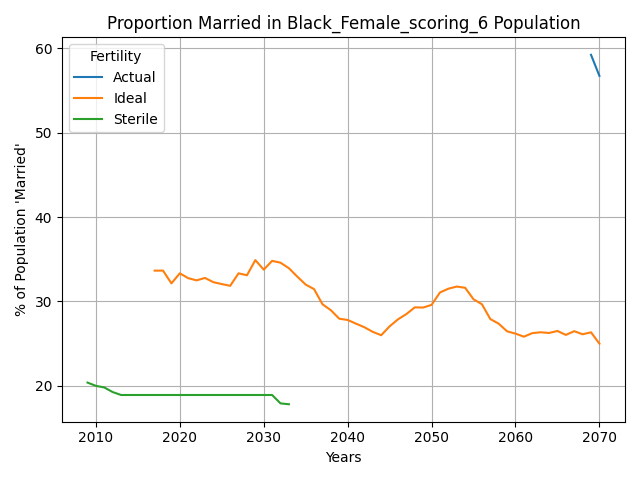 Proportion Married in Black_Female_scoring_6 Population
% of Population 'Married'
60
50
40
30
20
Fertility
Actual
Ideal
Sterile
2010 2020 2030 2040 2050 2060 2070
Years